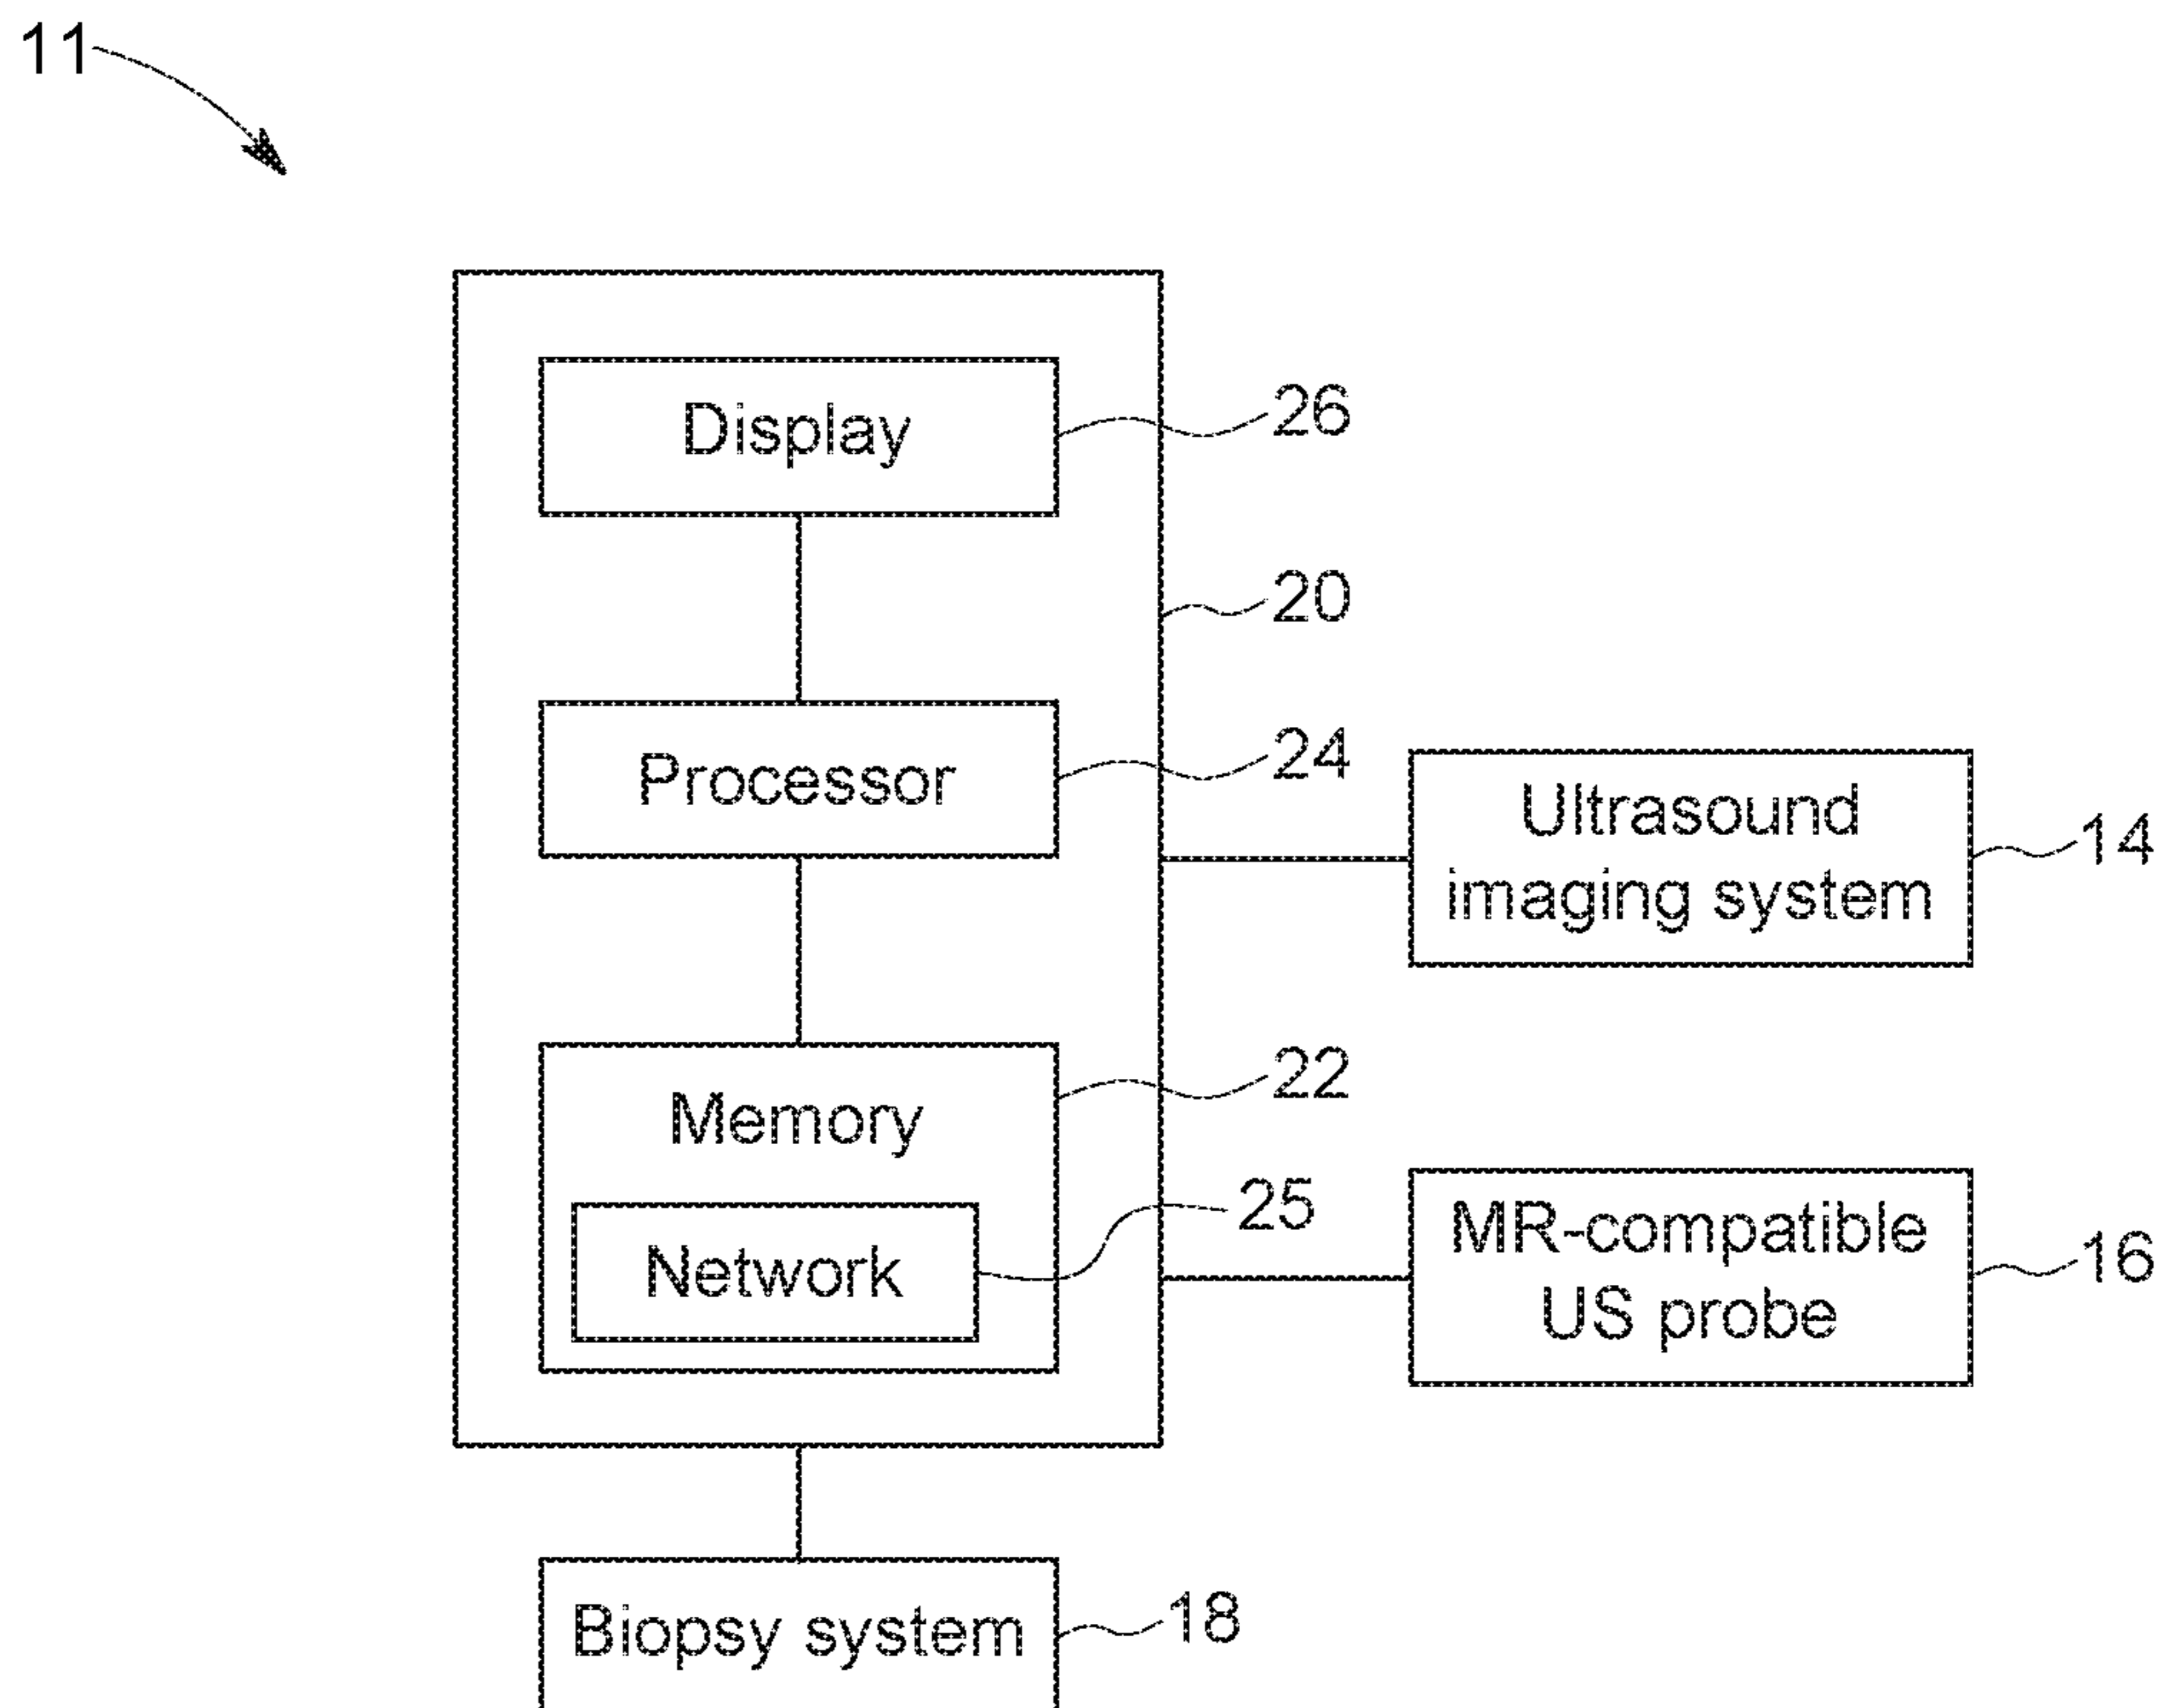 11
Display
26
20
Processor
24
Ultrasound
imaging system
14
Memory
22
Network
25
MR-compatible
US probe
16
Biopsy system
18